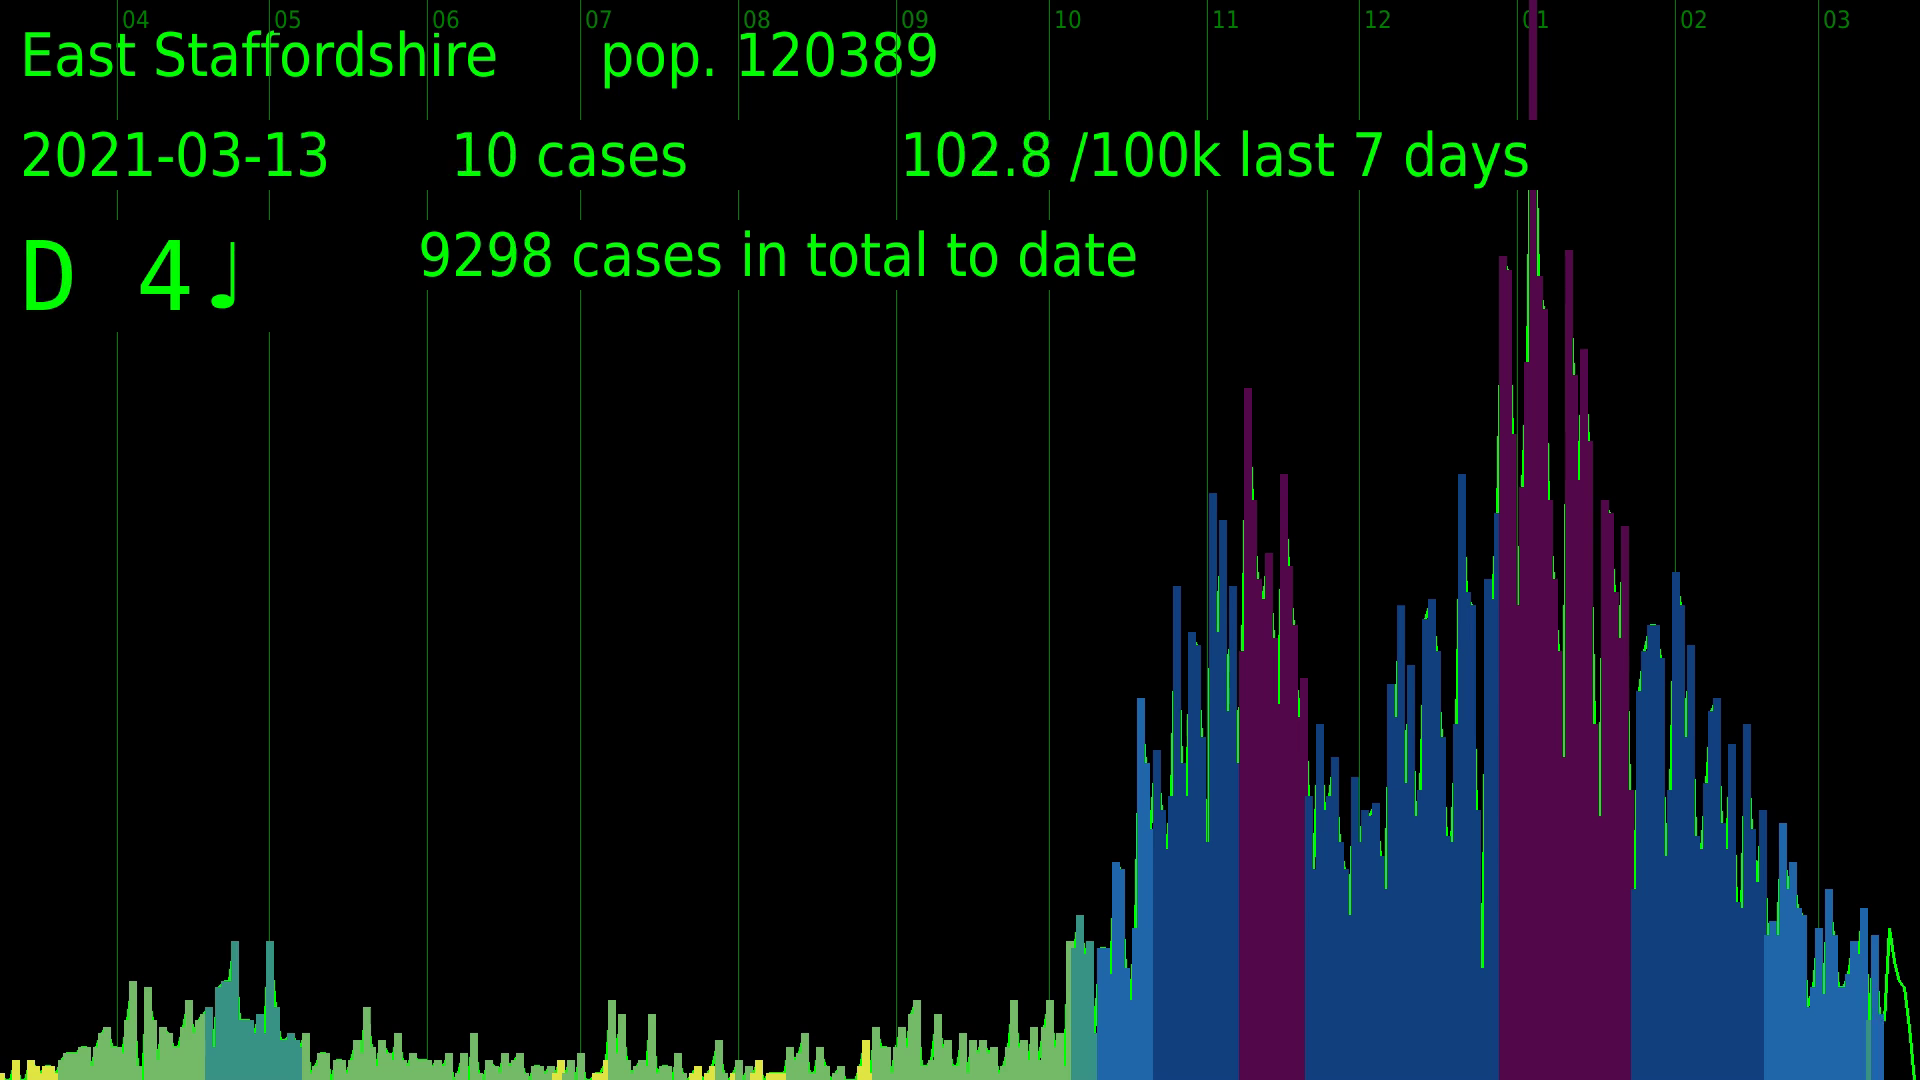 04 05 06 07 08 09 10 11 12 01 02 03
East Staffordshire pop. 120389
2021-03-13 10 cases 102.8 /100k last 7 days
D 4♩ 9298 cases in total to date